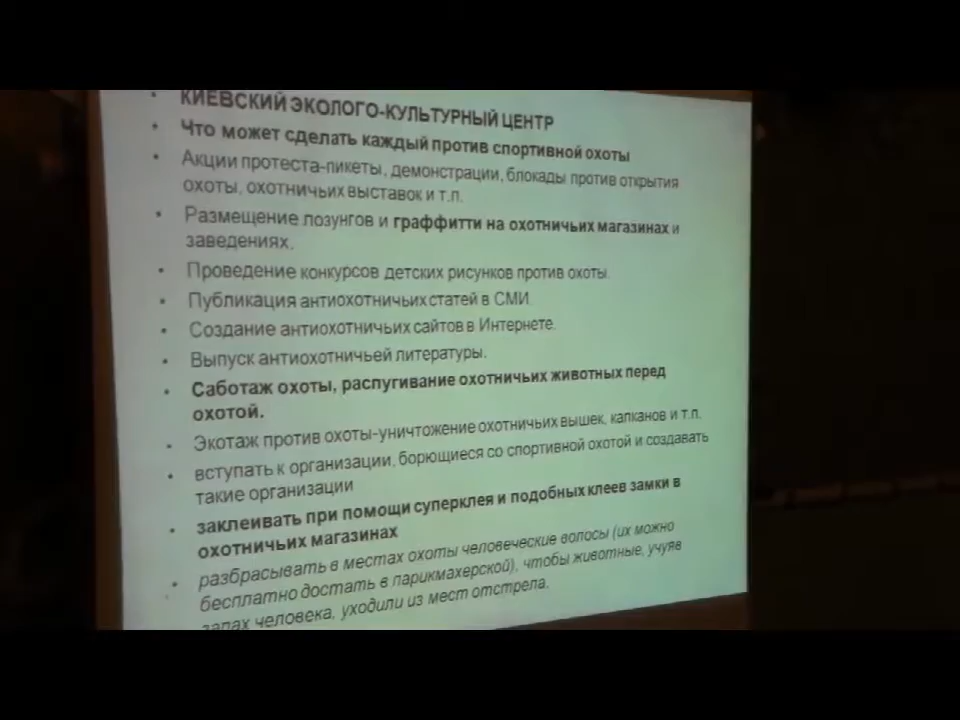 • КИЕВСКИЙ ЭКОЛОГО-КУЛЬТУРНЫЙ ЦЕНТР
• Что может сделать каждый против спортивной охоты
• Акции протеста-пикеты, демонстрации, блокады против открытия
охоты, охотничьих выставок и т.п.
• Размещение лозунгов и граффитти на охотничьих магазинах и
заведениях.
• Проведение конкурсов детских рисунков против охоты.
• Публикация антиохотничьих статей в СМИ.
• Создание антиохотничьих сайтов в Интернете.
• Выпуск антиохотничьей литературы.
• Саботаж охоты, распугивание охотничьих животных перед
охотой.
• Экотаж против охоты-уничтожение охотничьих вышек, капканов и т.п.
• вступать к организации, борющиеся со спортивной охотой и создавать
такие организации
• заклеивать при помощи суперклея и подобных клеев замки в
охотничьих магазинах
• разбрасывать в местах охоты человеческие волосы (их можно
бесплатно достать в парикмахерской), чтобы животные, учуяв
запах человека, уходили из мест отстрела.